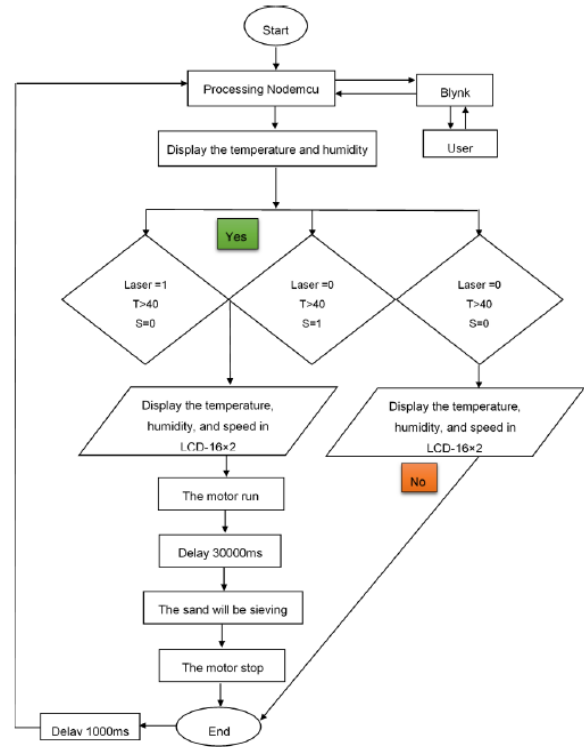 Start
Processing Nodemcu
Blynk
User
Display the temperature and humidity
Yes
Laser =1
T>40
S=0
Laser =0
T>40
S=1
Laser =0
T>40
S=0
Display the temperature,
humidity, and speed in
LCD-16×2
Display the temperature,
humidity, and speed in
LCD-16×2
No
The motor run
Delay 30000ms
The sand will be sieving
The motor stop
End
Delay 1000ms